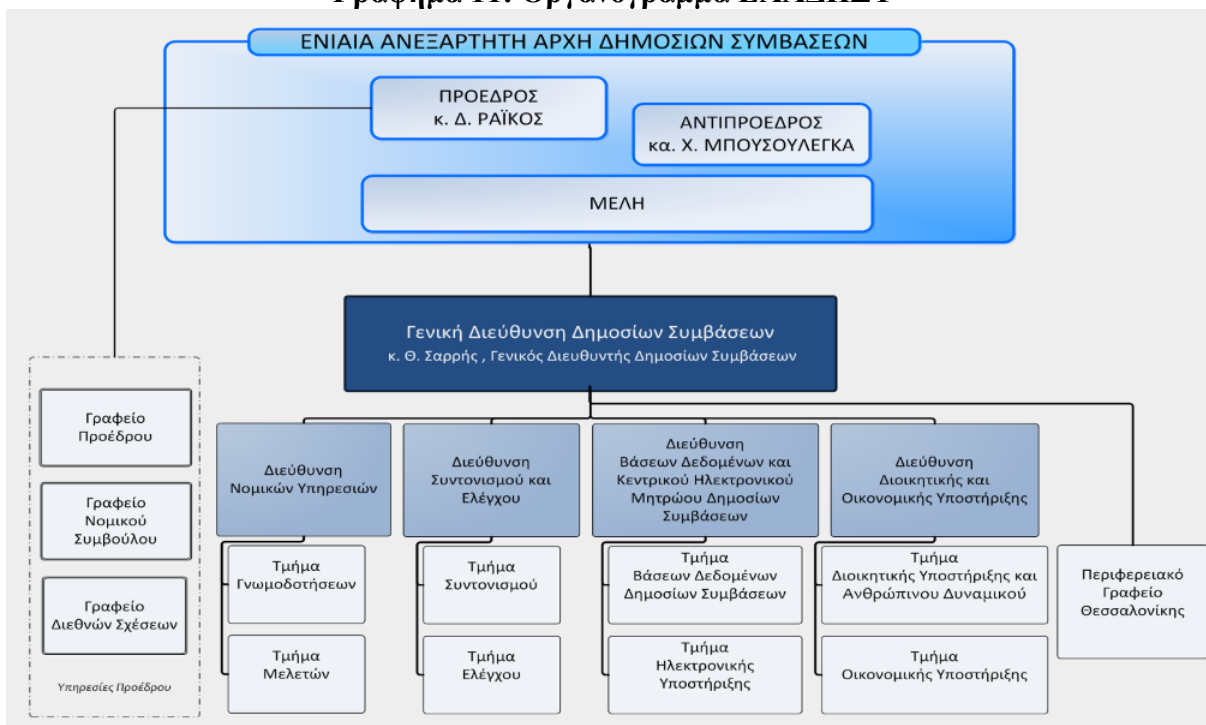 ΕΝΙΑΙΑ ΑΝΕΞΑΡΤΗΤΗ ΑΡΧΗ ΔΗΜΟΣΙΩΝ ΣΥΜΒΑΣΕΩΝ
ΠΡΟΕΔΡΟΣ
κ. Δ. ΡΑΪΚΟΣ
ΑΝΤΙΠΡΟΕΔΡΟΣ
κα. Χ. ΜΠΟΥΣΟΥΛΕΓΚΑ
ΜΕΛΗ
Γενική Διεύθυνση Δημοσίων Συμβάσεων
κ. Θ. Σαρρής , Γενικός Διευθυντής Δημοσίων Συμβάσεων
Γραφείο
Προέδρου
Γραφείο
Νομικού
Συμβούλου
Γραφείο
Διεθνών Σχέσεων
Υπηρεσίες Προέδρου
Διεύθυνση
Νομικών Υπηρεσιών
Τμήμα
Γνωμοδοτήσεων
Τμήμα
Μελετών
Διεύθυνση
Συντονισμού και
Ελέγχου
Τμήμα
Συντονισμού
Τμήμα
Ελέγχου
Διεύθυνση
Βάσεων Δεδομένων και
Κεντρικού Ηλεκτρονικού
Μητρώου Δημοσίων
Συμβάσεων
Τμήμα
Βάσεων Δεδομένων
Δημοσίων Συμβάσεων
Τμήμα
Ηλεκτρονικής
Υποστήριξης
Διεύθυνση
Διοικητικής και
Οικονομικής Υποστήριξης
Τμήμα
Διοικητικής Υποστήριξης και
Ανθρώπινου Δυναμικού
Τμήμα
Οικονομικής Υποστήριξης
Περιφερειακό
Γραφείο
Θεσσαλονίκης